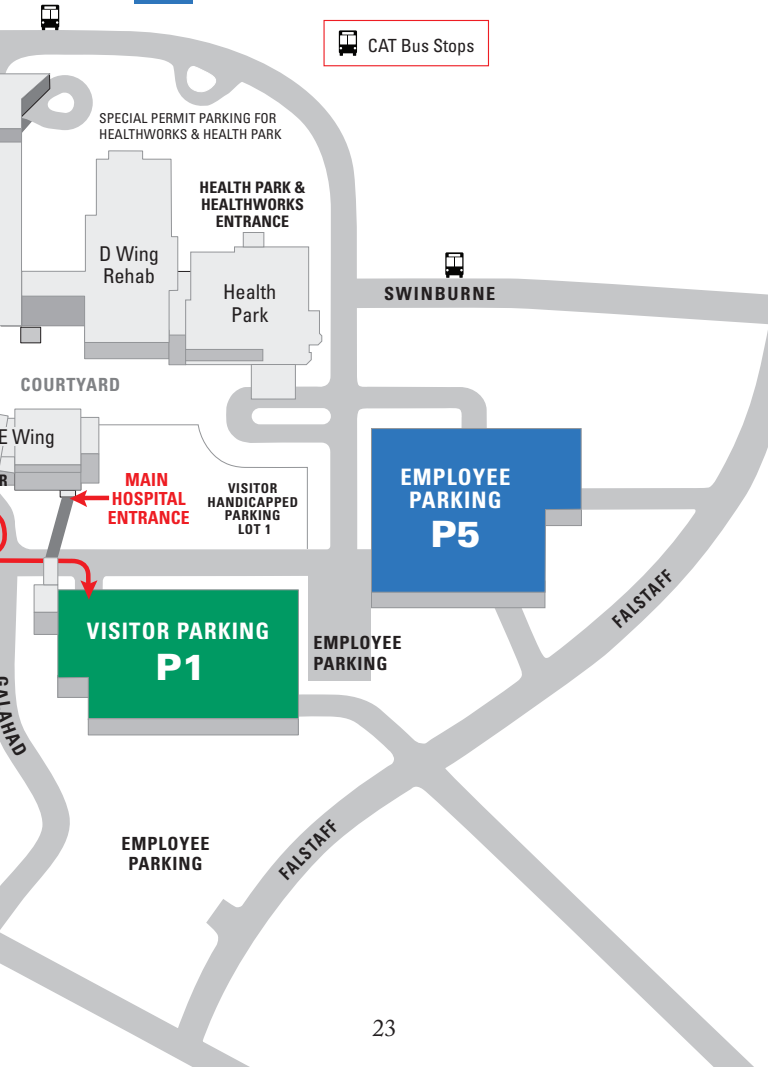 CAT Bus Stops
SPECIAL PERMIT PARKING FOR
HEALTHWORKS & HEALTH PARK
HEALTH PARK &
HEALTHWORKS
ENTRANCE
D Wing
Rehab
Health
Park
SWINBURNE
COURTYARD
E Wing
R
MAIN
HOSPITAL
ENTRANCE
VISITOR
HANDICAPPED
PARKING
LOT 1
EMPLOYEE
PARKING
P5
FALSTAFF
VISITOR PARKING
P1
EMPLOYEE
PARKING
GALAHAD
EMPLOYEE
PARKING
FALSTAFF
23